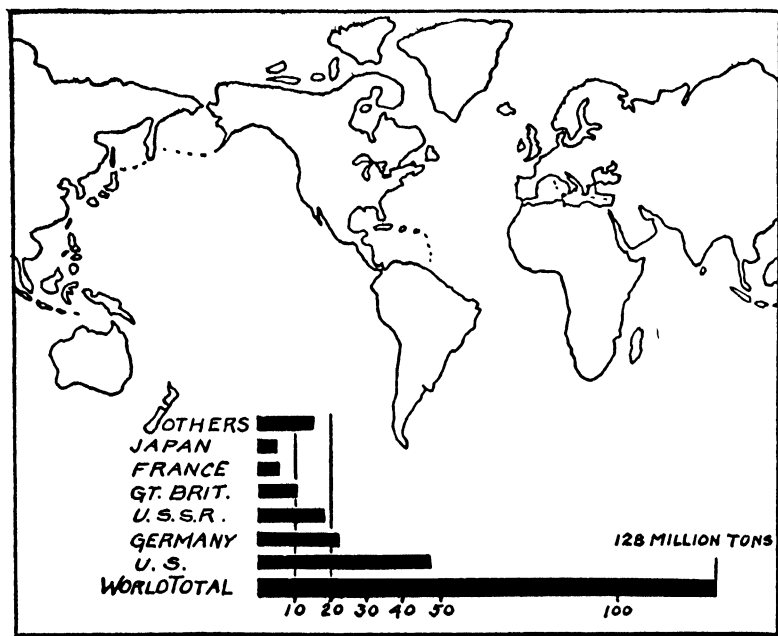 OTHERS
JAPAN
FRANCE
GT. BRIT.
U.S.S.R.
GERMANY
128 MILLION TONS
U. S.
WORLD TOTAL
10 20 30 40 50 100